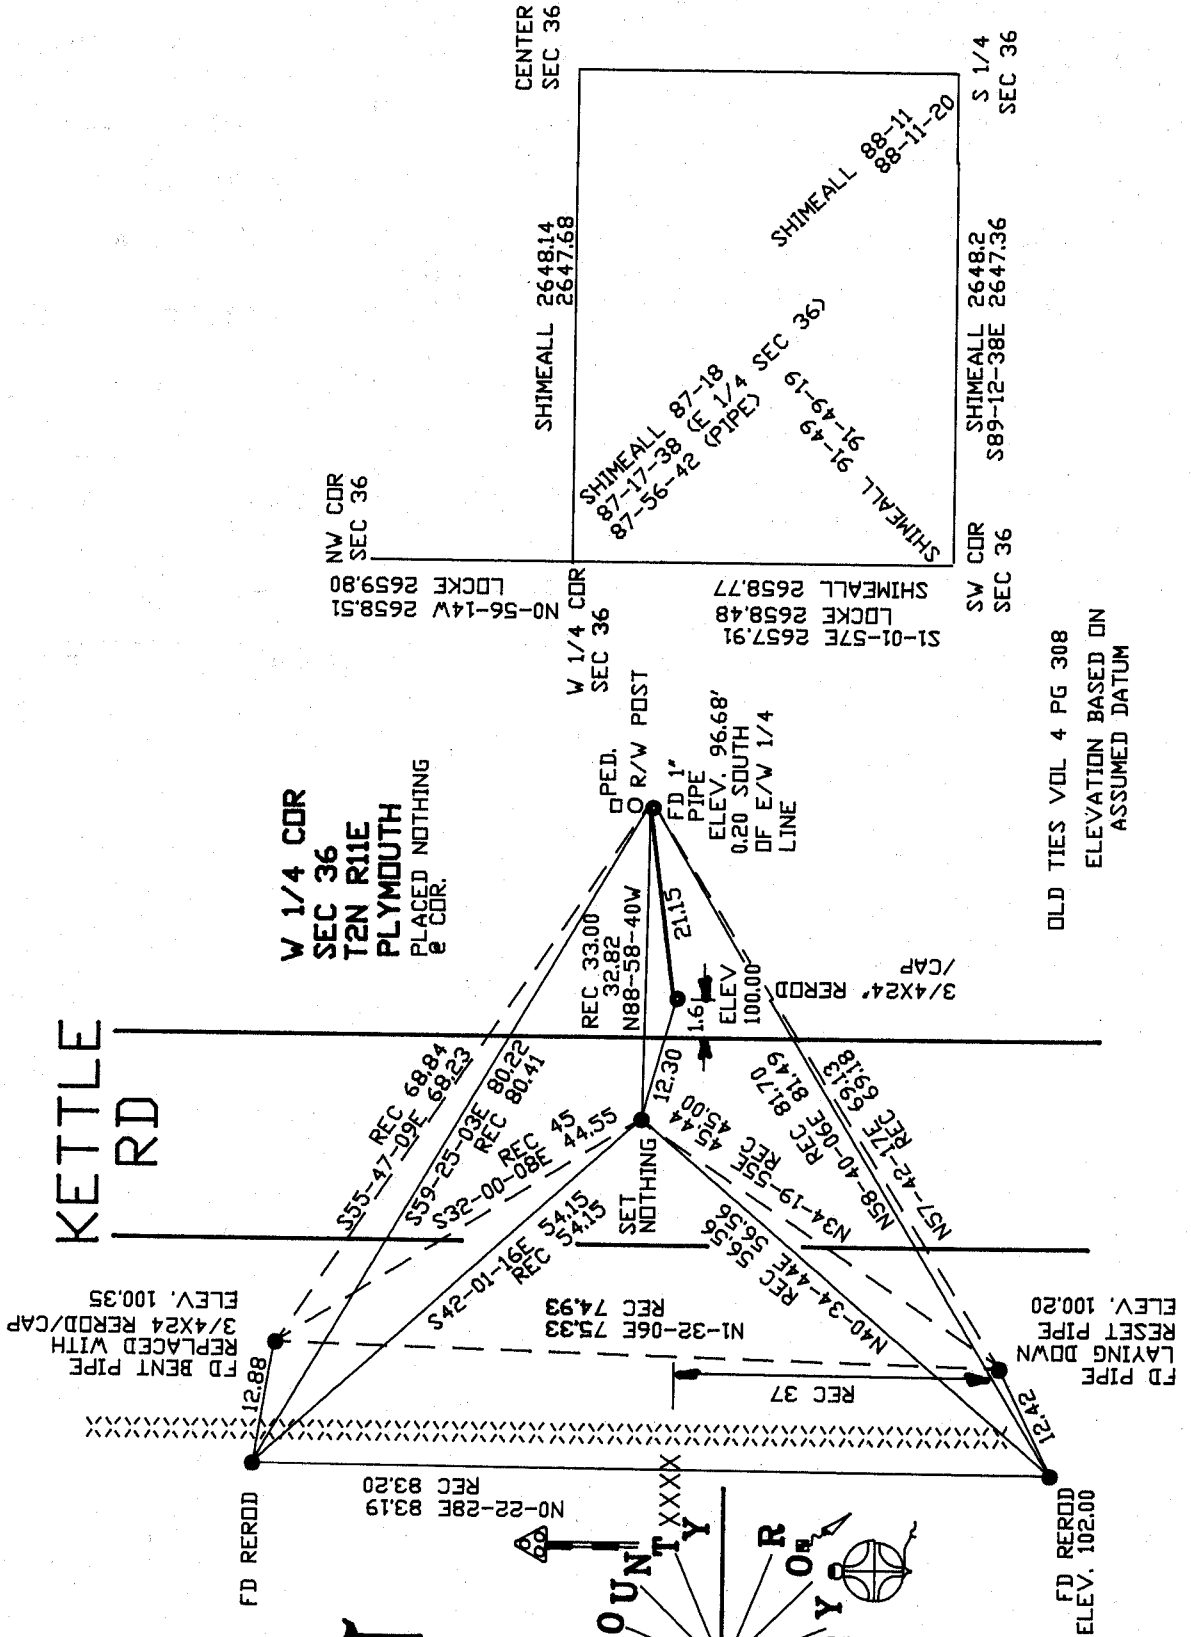 KETTLE
RD
W 1/4 COR
SEC 36
T2N R11E
PLYMOUTH
PLACED NOTHING
@ COR.
CENTER
SEC 36
NW COR
SEC 36
SHIMEALL 2648.14
2647.68
N0-56-14W 2658.51
LOCKE 2659.80
W 1/4 COR
SEC 36
SHIMEALL 87-18
87-17-38 (E 1/4 SEC 36)
87-56-42 (PIPE)
SHIMEALL 88-11
88-11-20
SHIMEALL 91-49
91-49-19
S1-01-57E 2657.91
LOCKE 2658.48
SHIMEALL 2658.77
SHIMEALL 2648.2
S89-12-38E 2647.36
SW COR
SEC 36
S 1/4
SEC 36
PED.
R/W POST
FD 1"
PIPE
ELEV. 96.68'
0.20 SOUTH
OF E/W 1/4
LINE
REC 33.00
32.82
N88-58-40W
21.15
12.30
1.6
ELEV
100.00
3/4X24" REROD
/CAP
SET
NOTHING
REC 68.84
S55-47-09E 68.23
S59-25-03E 80.22
REC 80.41
REC 45
S32-00-08E 44.55
S42-01-16E 54.15
REC 54.15
REC 56.56
N40-34-444E 56.56
45.44
N34-19-55E
REC 45.00
REC 81.70
N58-40-06E 81.49
N57-42-17E 69.13
REC 69.18
N1-32-06E 75.33
REC 74.93
REC 37
FD BENT PIPE
REPLACED WITH
3/4X24 REROD/CAP
ELEV. 100.35
12.88
FD REROD
N0-22-28E 83.19
REC 83.20
XXXX
FD PIPE
LAYING DOWN
RESET PIPE
ELEV. 100.20
12.42
FD REROD
ELEV. 102.00
OLD TIES VOL 4 PG 308
ELEVATION BASED ON
ASSUMED DATUM
OUNTY
R
O
Y